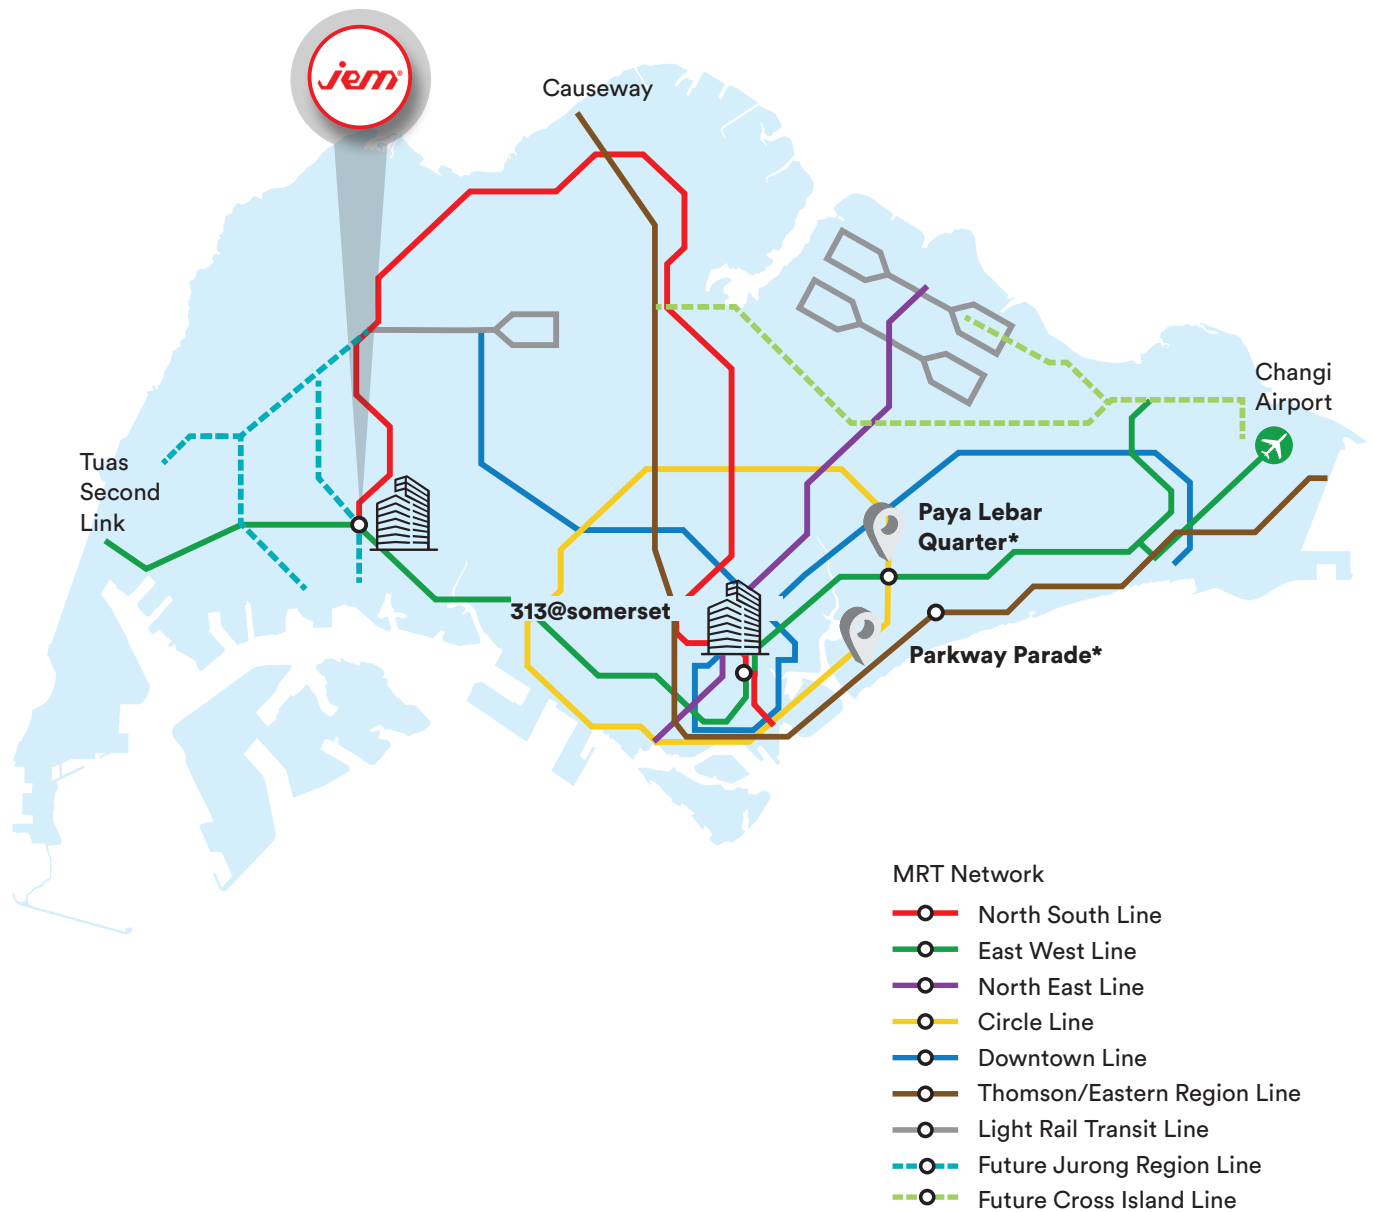 jem®
Causeway
Changi
Airport
Tuas
Second
Link
Paya Lebar
Quarter*
313@somerset
Parkway Parade*
MRT Network
North South Line
East West Line
North East Line
Circle Line
Downtown Line
Thomson/Eastern Region Line
Light Rail Transit Line
Future Jurong Region Line
Future Cross Island Line